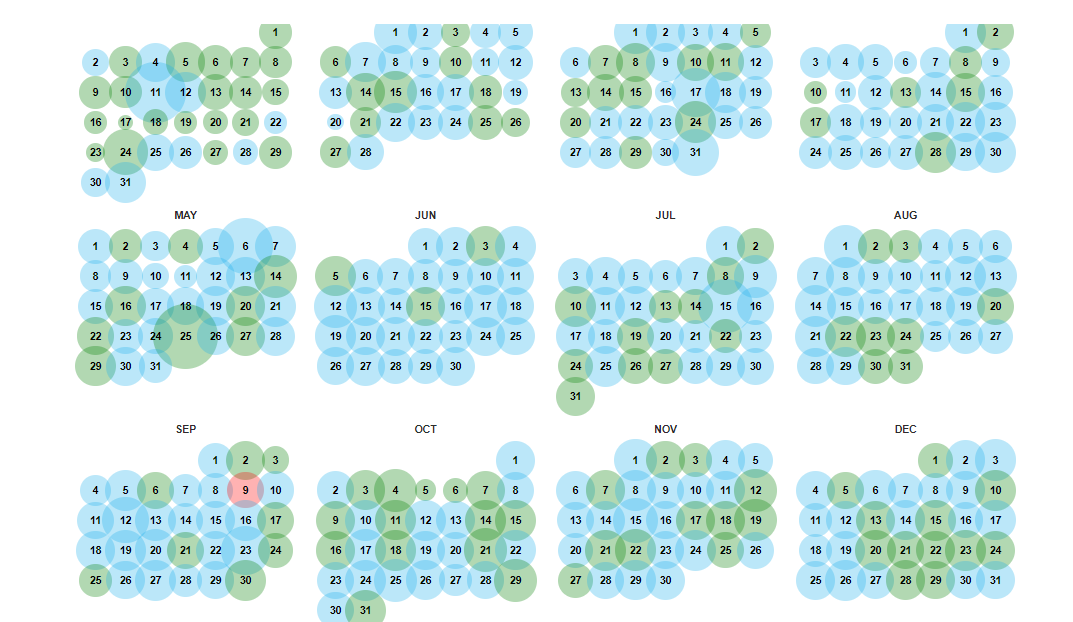 1 1 2 3 4 5 1 2 3 4 5 1 2
2 3 4 5 6 7 8 6 7 8 9 10 11 12 6 7 8 9 10 11 12 3 4 5 6 7 8 9
9 10 11 12 13 14 15 13 14 15 16 17 18 19 13 14 15 16 17 18 19 10 11 12 13 14 15 16
16 17 18 19 20 21 22 20 21 22 23 24 25 26 20 21 22 23 24 25 26 17 18 19 20 21 22 23
23 24 25 26 27 28 29 27 28 27 28 29 30 31 24 25 26 27 28 29 30
30 31
MAY JUN JUL AUG
1 2 3 4 5 6 7 1 2 3 4 1 2 1 2 3 4 5 6
8 9 10 11 12 13 14 5 6 7 8 9 10 11 3 4 5 6 7 8 9 7 8 9 10 11 12 13
15 16 17 18 19 20 21 12 13 14 15 16 17 18 10 11 12 13 14 15 16 14 15 16 17 18 19 20
22 23 24 25 26 27 28 19 20 21 22 23 24 25 17 18 19 20 21 22 23 21 22 23 24 25 26 27
29 30 31 26 27 28 29 30 24 25 26 27 28 29 30 28 29 30 31
31
SEP OCT NOV DEC
1 2 3 1 1 2 3 4 5 1 2 3
4 5 6 7 8 9 10 2 3 4 5 6 7 8 6 7 8 9 10 11 12 4 5 6 7 8 9 10
11 12 13 14 15 16 17 9 10 11 12 13 14 15 13 14 15 16 17 18 19 11 12 13 14 15 16 17
18 19 20 21 22 23 24 16 17 18 19 20 21 22 20 21 22 23 24 25 26 18 19 20 21 22 23 24
25 26 27 28 29 30 23 24 25 26 27 28 29 27 28 29 30 25 26 27 28 29 30 31
30 31